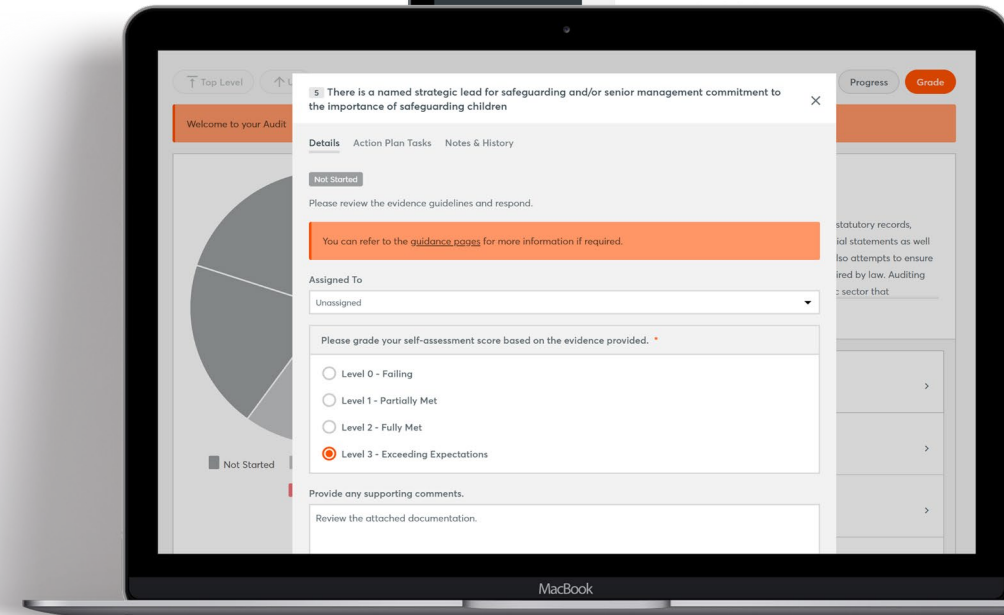 Top Level
Progress
Grade
Welcome to your Audit
5 There is a named strategic lead for safeguarding and/or senior management commitment to
the importance of safeguarding children
Details Action Plan Tasks Notes & History
Not Started
Please review the evidence guidelines and respond.
You can refer to the guidance pages for more information if required.
Assigned To
Unassigned
Please grade your self-assessment score based on the evidence provided. *
Level 0 - Failing
Level 1 - Partially Met
Level 2 - Fully Met
Level 3 - Exceeding Expectations
Provide any supporting comments.
Review the attached documentation.
statutory records,
ial statements as well
lso attempts to ensure
ired by law. Auditing
sector that
Not Started
MacBook